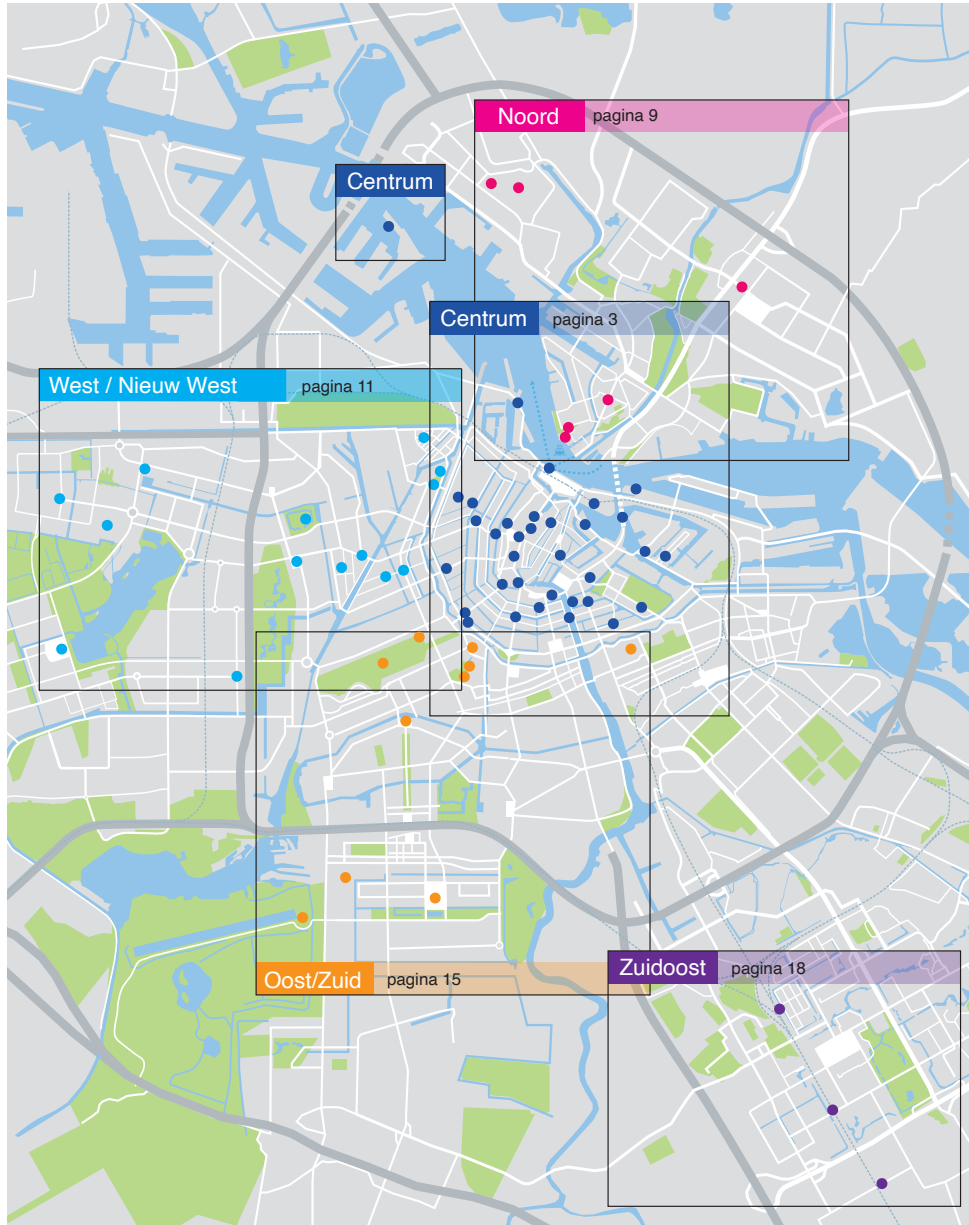 Noord pagina 9
Centrum
Centrum pagina 3
West / Nieuw West pagina 11
Zuidoost pagina 18
Oost/Zuid pagina 15